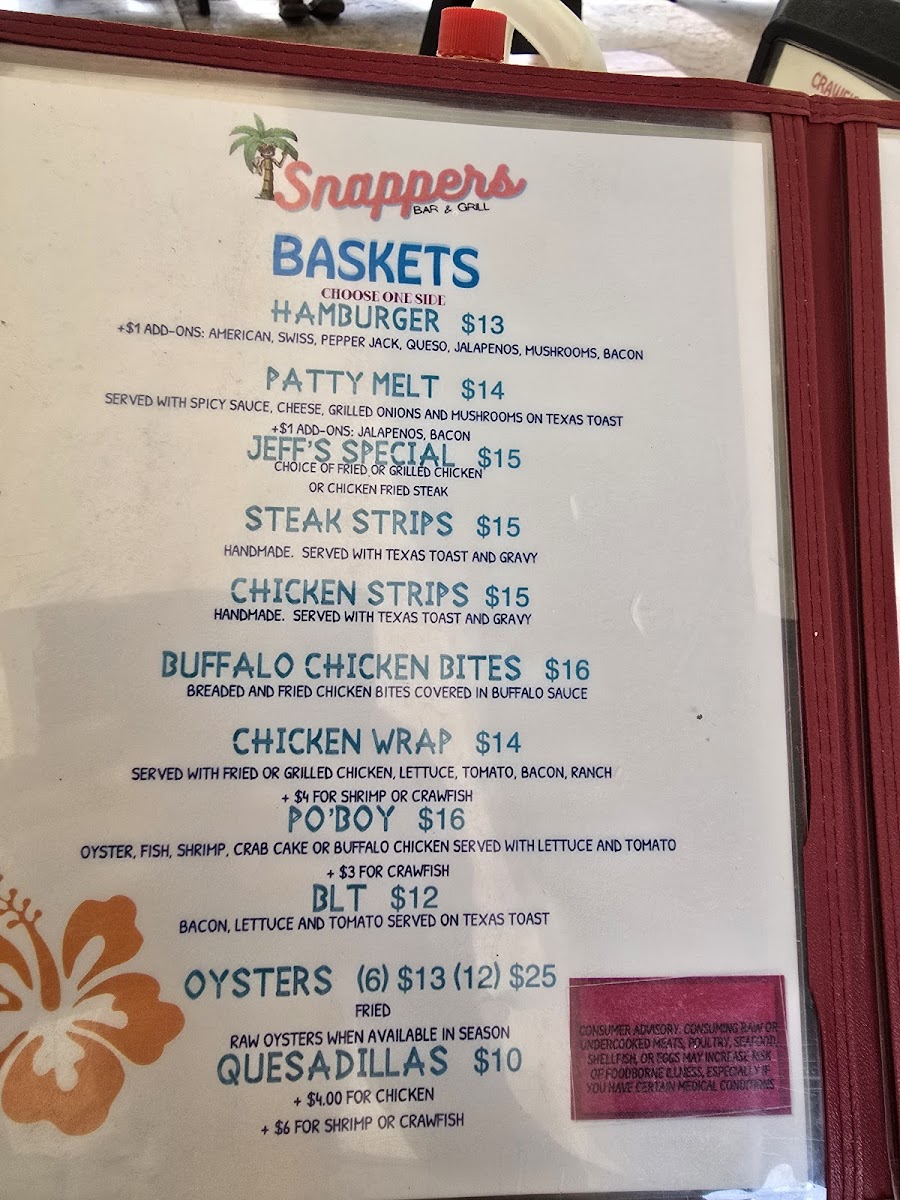 CRAWFI
Snappers
BAR & GRILL
BASKETS
CHOOSE ONE SIDE
HAMBURGER $13
+$1 ADD-ONS: AMERICAN, SWISS, PEPPER JACK, QUESO, JALAPENOS, MUSHROOMS, BACON
PATTY MELT $14
SERVED WITH SPICY SAUCE, CHEESE, GRILLED ONIONS AND MUSHROOMS ON TEXAS TOAST
+$1 ADD-ONS: JALAPENOS, BACON
JEFF'S SPECIAL $15
CHOICE OF FRIED OR GRILLED CHICKEN
OR CHICKEN FRIED STEAK
STEAK STRIPS $15
HANDMADE. SERVED WITH TEXAS TOAST AND GRAVY
CHICKEN STRIPS $15
HANDMADE. SERVED WITH TEXAS TOAST AND GRAVY
BUFFALO CHICKEN BITES $16
BREADED AND FRIED CHICKEN BITES COVERED IN BUFFALO SAUCE
CHICKEN WRAP $14
SERVED WITH FRIED OR GRILLED CHICKEN, LETTUCE, TOMATO, BACON, RANCH
+ $4 FOR SHRIMP OR CRAWFISH
PO'BOY $16
OYSTER, FISH, SHRIMP, CRAB CAKE OR BUFFALO CHICKEN SERVED WITH LETTUCE AND TOMATO
+ $3 FOR CRAWFISH
BLT $12
BACON, LETTUCE AND TOMATO SERVED ON TEXAS TOAST
OYSTERS (6) $13 (12) $25
FRIED
RAW OYSTERS WHEN AVAILABLE IN SEASON
QUESADILLAS $10
+ $4.00 FOR CHICKEN
+ $6 FOR SHRIMP OR CRAWFISH
CONSUMER ADVISORY: CONSUMING RAW OR
UNDERCOOKED MEATS, POULTRY, SEAFOOD,
SHELLFISH, OR EGGS MAY INCREASE RISK
OF FOODBORNE ILLNESS, ESPECIALLY IF
YOU HAVE CERTAIN MEDICAL CONDITIONS